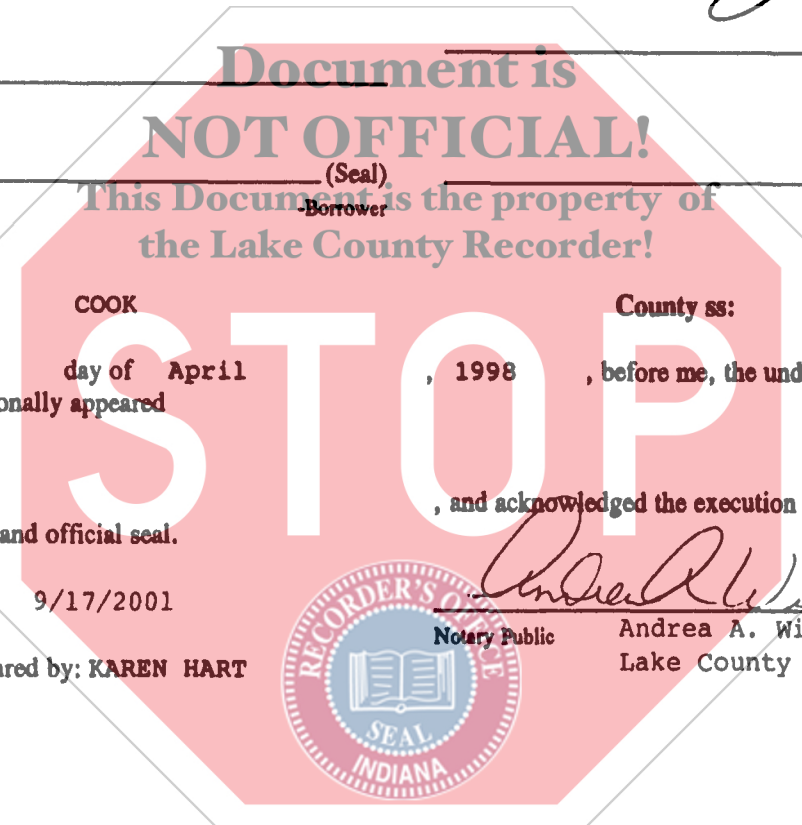 Document is
NOT OFFICIAL!
(Seal)
This Document is the property of
-Borrower
the Lake County Recorder!
COOK County ss:
STOP
day of April , 1998 , before me, the und
onally appeared
, and acknowledged the execution
and official seal.
9/17/2001
Andrea A. Wi
Notary Public Andrea A. Wi
ared by: KAREN HART Lake County
RECORDER'S OFFICE
SEAL
INDIANA